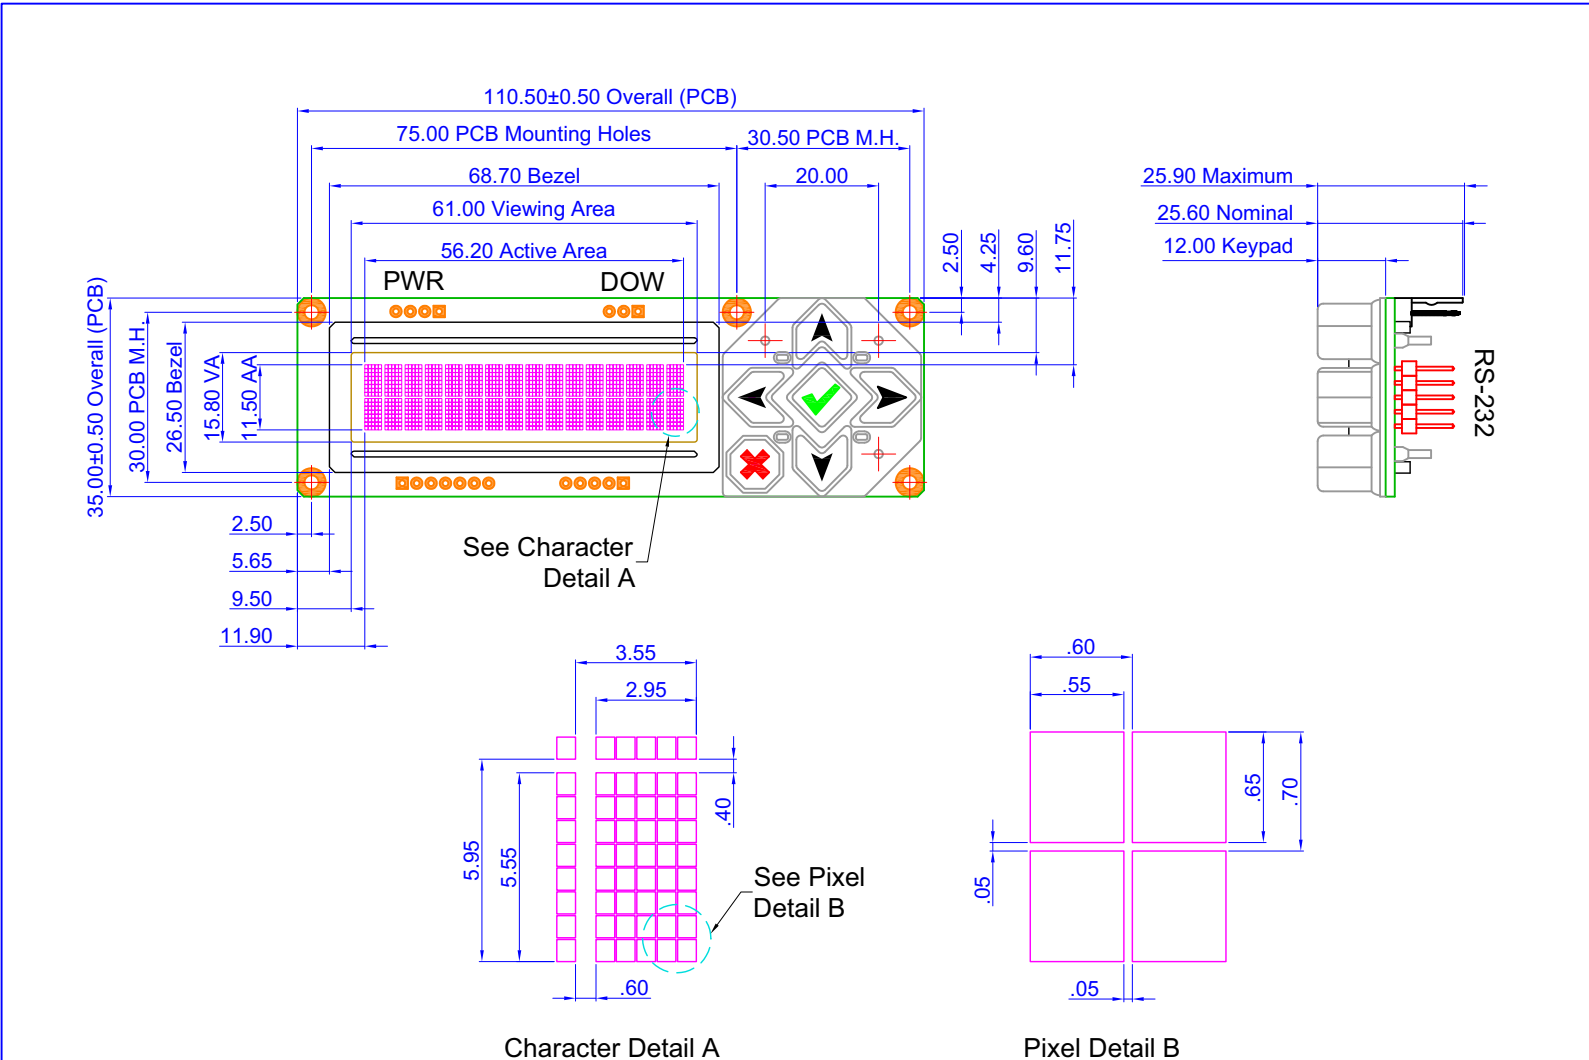 110.50±0.50 Overall (PCB)
75.00 PCB Mounting Holes
30.50 PCB M.H.
68.70 Bezel
20.00
61.00 Viewing Area
56.20 Active Area
2.50
4.25
9.60
11.75
PWR
DOW
35.00±0.50 Overall (PCB)
30.00 PCB M.H.
26.50 Bezel
15.80 VA
11.50 AA
2.50
5.65
9.50
11.90
See Character
Detail A
25.90 Maximum
25.60 Nominal
12.00 Keypad
RS-232
3.55
2.95
.40
5.95
5.55
.60
See Pixel
Detail B
Character Detail A
.60
.55
.65
.70
.05
.05
Pixel Detail B